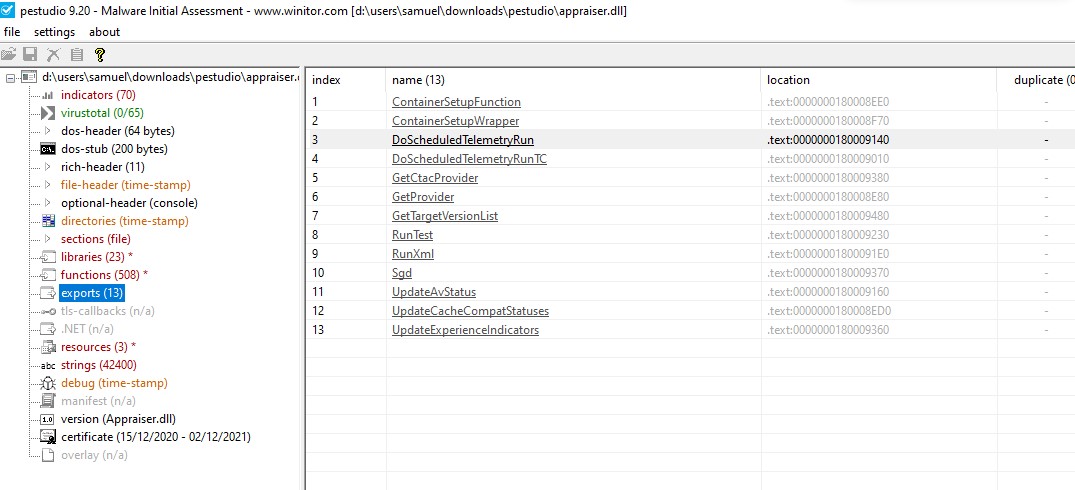 pestudio 9.20 - Malware Initial Assessment - www.winitor.com [d:\users\samuel\downloads\pestudio\appraiser.dll]
file settings about
d:\users\samuel\downloads\pestudio\appraiser.
indicators (70)
virustotal (0/65)
dos-header (64 bytes)
dos-stub (200 bytes)
rich-header (11)
file-header (time-stamp)
optional-header (console)
directories (time-stamp)
sections (file)
libraries (23) *
functions (508) *
exports (13)
tls-callbacks (n/a)
.NET (n/a)
resources (3) *
abc strings (42400)
debug (time-stamp)
manifest (n/a)
1.0 version (Appraiser.dll)
certificate (15/12/2020 - 02/12/2021)
overlay (n/a)
index name (13) location duplicate (0
1 ContainerSetupFunction .text:0000000180008EE0 -
2 ContainerSetupWrapper .text:0000000180008F70 -
3 DoScheduledTelemetryRun .text:0000000180009140 -
4 DoScheduledTelemetryRunTC .text:0000000180009010 -
5 GetCtacProvider .text:0000000180009380 -
6 GetProvider .text:0000000180008E80 -
7 GetTargetVersionList .text:0000000180009480 -
8 RunTest .text:0000000180009230 -
9 RunXml .text:00000001800091E0 -
10 Sgd .text:0000000180009370 -
11 UpdateAvStatus .text:0000000180009160 -
12 UpdateCacheCompatStatuses .text:0000000180008ED0 -
13 UpdateExperienceIndicators .text:0000000180009360 -